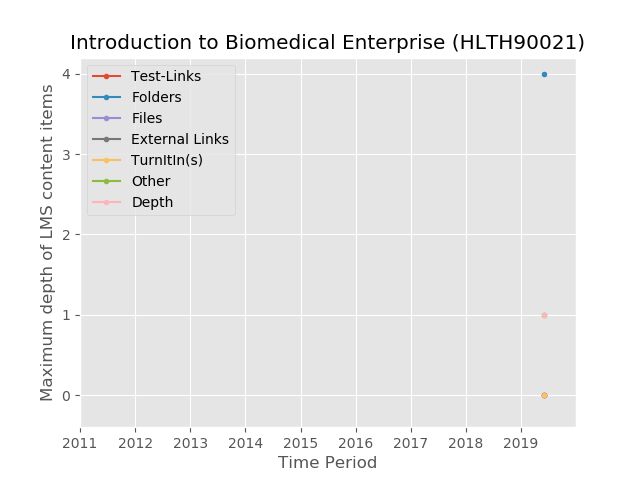 Introduction to Biomedical Enterprise (HLTH90021)
Test-Links
Folders
Files
External Links
TurnItIn(s)
Other
Depth
Maximum depth of LMS content items
4
3
2
1
0
2011 2012 2013 2014 2015 2016 2017 2018 2019
Time Period